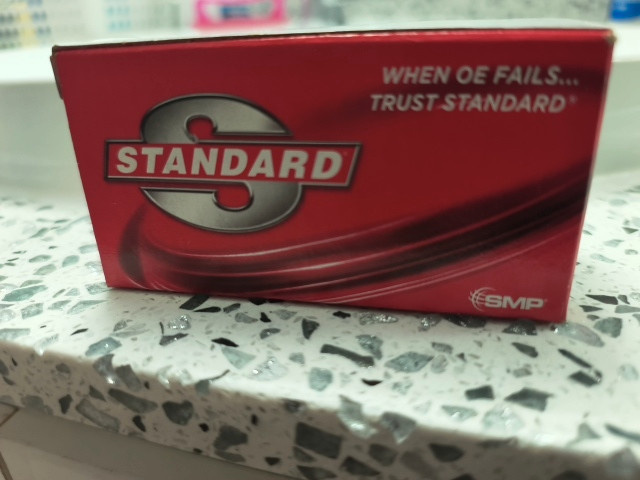 WHEN OE FAILS...
TRUST STANDARD®
S
STANDARD
SMP®